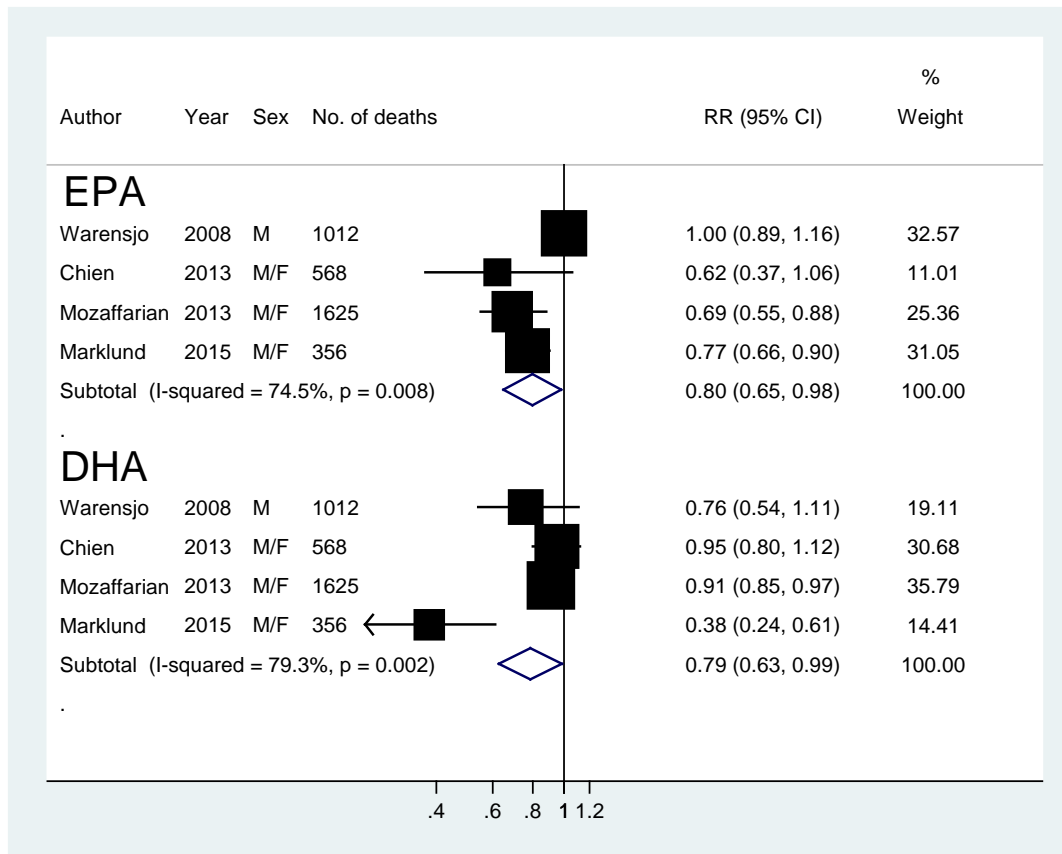 %
Author Year Sex No. of deaths RR (95% CI) Weight
EPA
Warensjo 2008 M 1012 1.00 (0.89, 1.16) 32.57
Chien 2013 M/F 568 0.62 (0.37, 1.06) 11.01
Mozaffarian 2013 M/F 1625 0.69 (0.55, 0.88) 25.36
Marklund 2015 M/F 356 0.77 (0.66, 0.90) 31.05
Subtotal (I-squared = 74.5%, p = 0.008) 0.80 (0.65, 0.98) 100.00
.
DHA
Warensjo 2008 M 1012 0.76 (0.54, 1.11) 19.11
Chien 2013 M/F 568 0.95 (0.80, 1.12) 30.68
Mozaffarian 2013 M/F 1625 0.91 (0.85, 0.97) 35.79
Marklund 2015 M/F 356 0.38 (0.24, 0.61) 14.41
Subtotal (I-squared = 79.3%, p = 0.002) 0.79 (0.63, 0.99) 100.00
.
.4 .6 .8 1 1.2